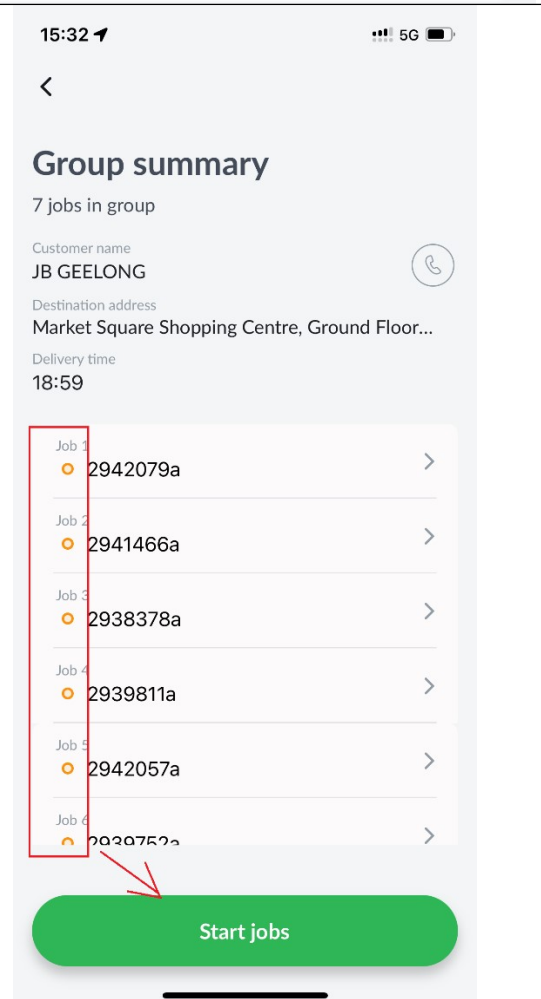 15:32
5G
Group summary
7 jobs in group
Customer name
JB GEELONG
Destination address
Market Square Shopping Centre, Ground Floor...
Delivery time
18:59
Job 1
2942079a
Job 2
2941466a
Job 3
2938378a
Job 4
2939811a
Job 5
2942057a
Job 6
2939752a
Start jobs